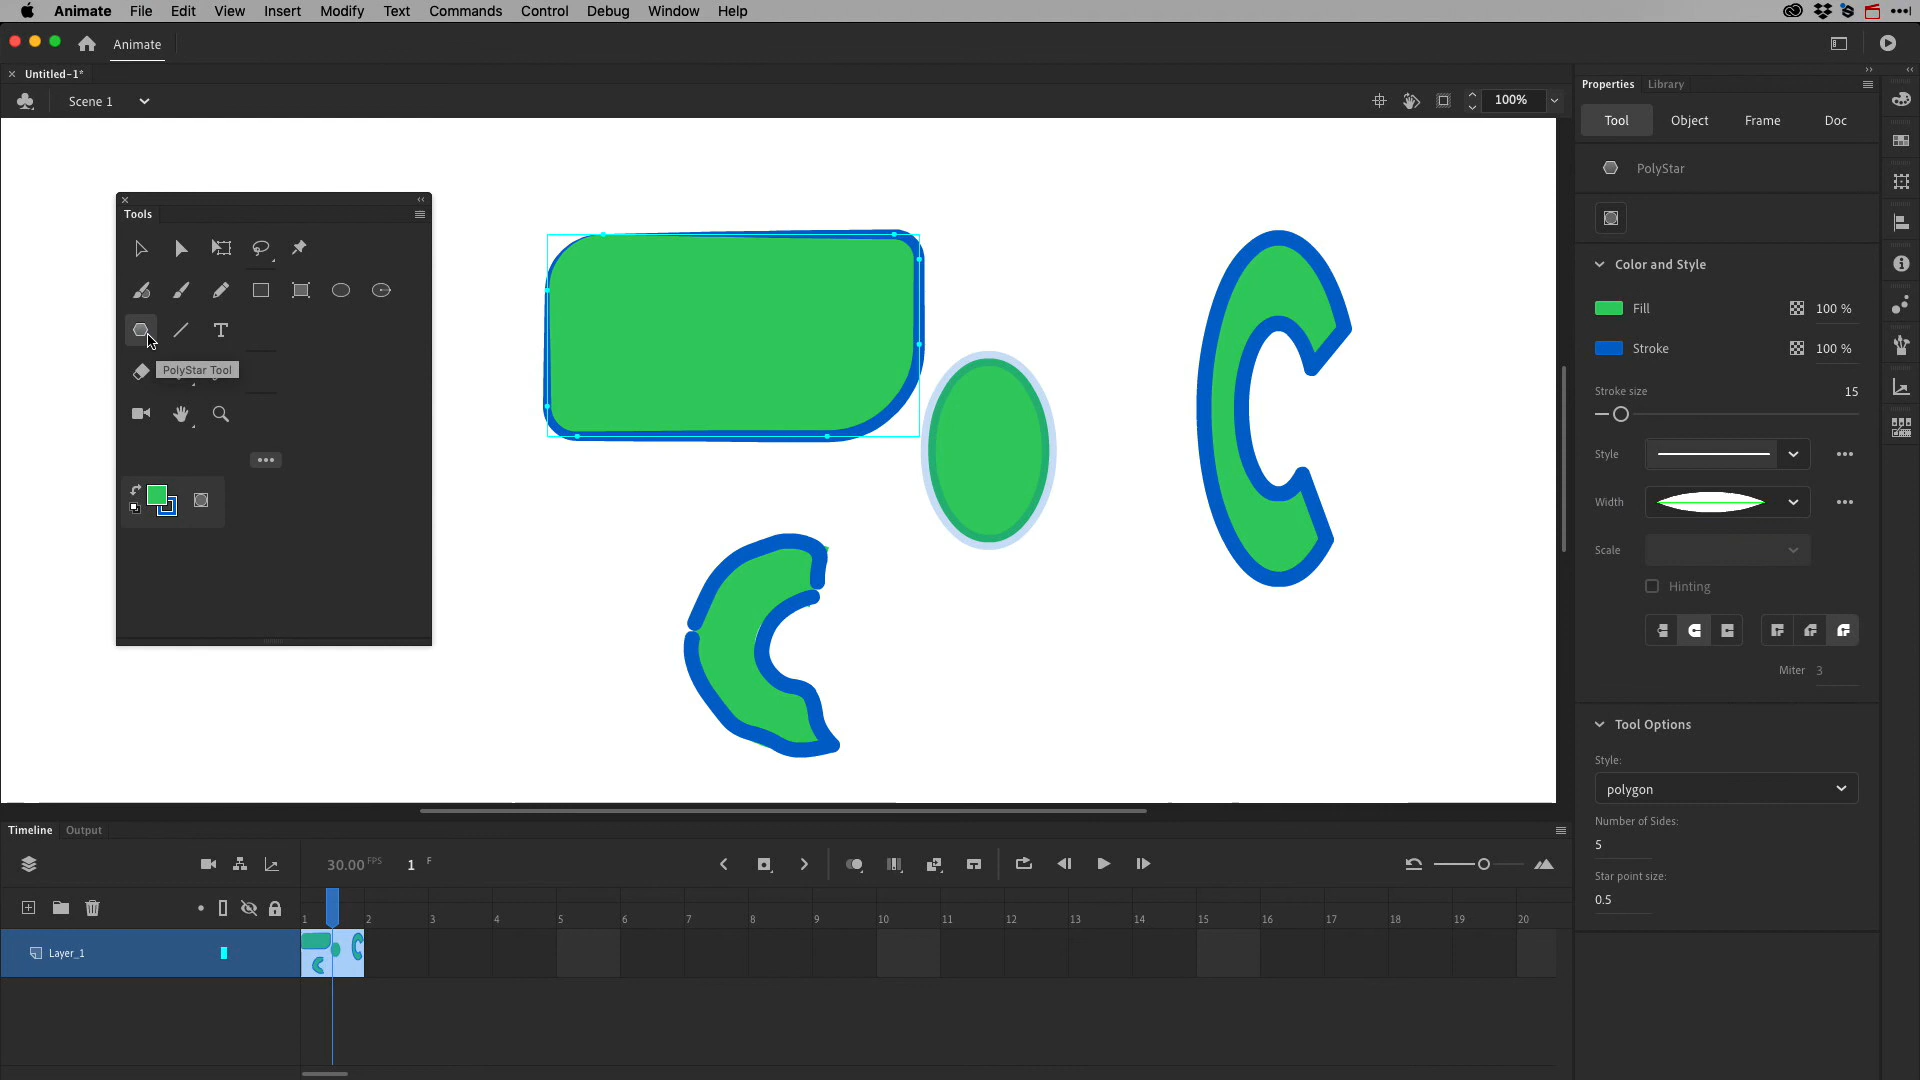 Animate File Edit View Insert Modify Text Commands Control Debug Window Help
Animate
Untitled-1*
Scene 1
100%
Properties Library
Tool Object Frame Doc
PolyStar
Tools
PolyStar Tool
Color and Style
Fill 100 %
Stroke 100 %
Stroke size 15
Style
Width
Scale
Hinting
Miter 3
Tool Options
Style:
polygon
Number of Sides:
5
Star point size:
0.5
Timeline Output
30.00 FPS 1 F
1 2 3 4 5 6 7 8 9 10 11 12 13 14 15 16 17 18 19 20
Layer_1